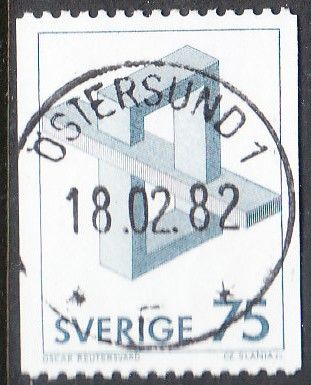 ÖSTERSUND 1
18.02.82
SVERIGE 75
OSCAR REUTERSVÄRD
CZ. SLANIA